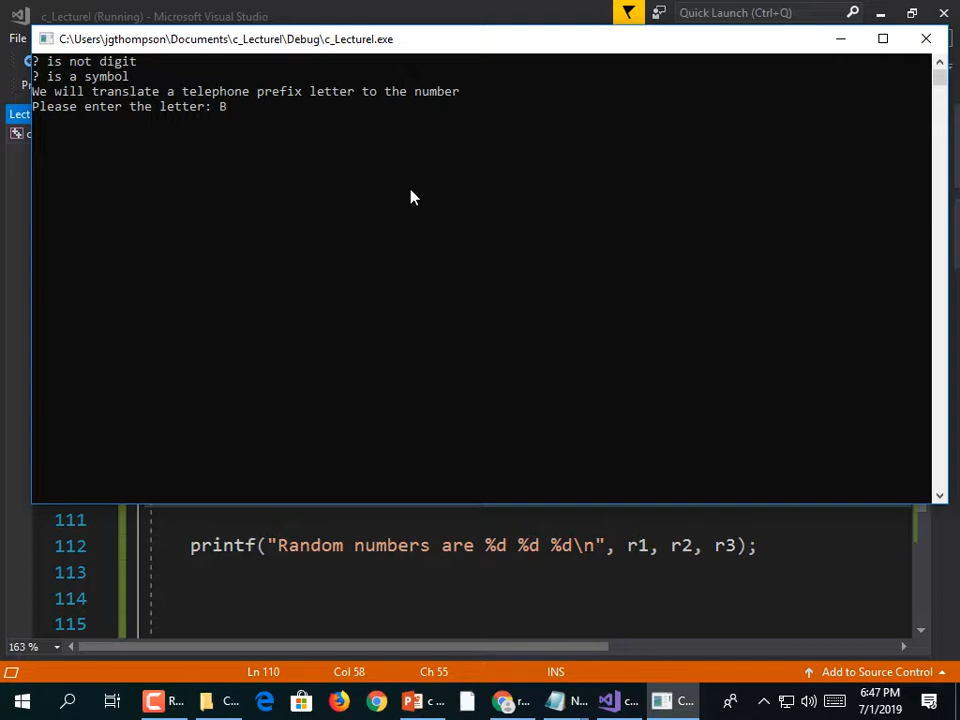 c_Lecturel (Running) - Microsoft Visual Studio
Quick Launch (Ctrl+Q)
File
C:\Users\jgthompson\Documents\c_Lecturel\Debug\c_Lecturel.exe
? is not digit
? is a symbol
We will translate a telephone prefix letter to the number
Please enter the letter: B
Lect
111
112 printf("Random numbers are %d %d %d\n", r1, r2, r3);
113
114
115
163 %
Ln 110 Col 58 Ch 55 INS Add to Source Control
R... C... c ... r... N... c... C...
6:47 PM
7/1/2019